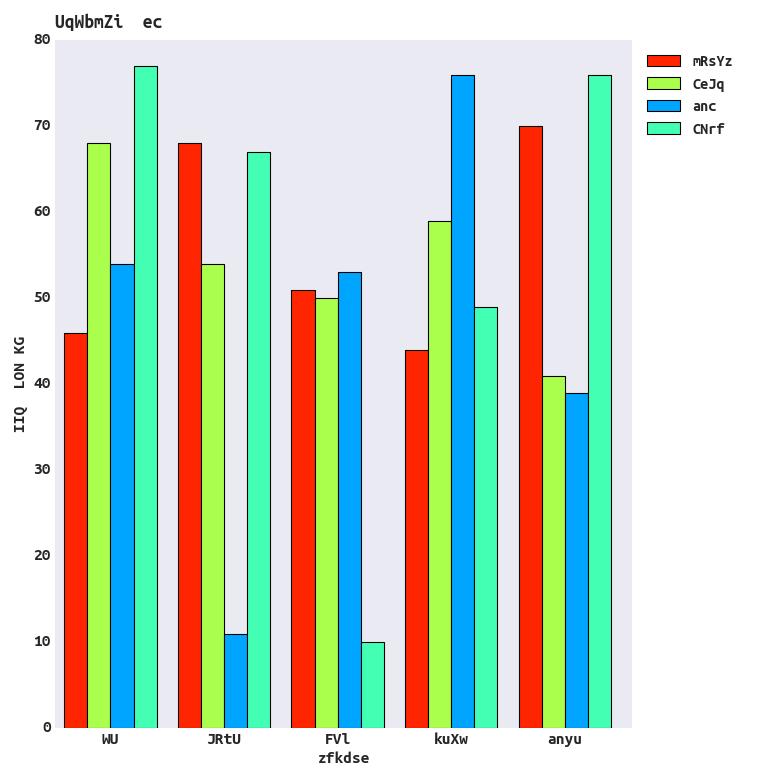 UqWbmZi  ec
80
70
60
50
40
30
20
10
0
IIQ  LON KG
WU JRtU FVl kuXw anyu
zfkdse
mRsYz
CeJq
anc
CNrf